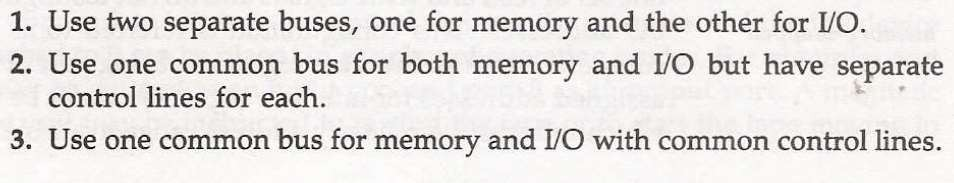 1. Use two separate buses, one for memory and the other for I/O.
2. Use one common bus for both memory and I/O but have separate
control lines for each.
3. Use one common bus for memory and I/O with common control lines.